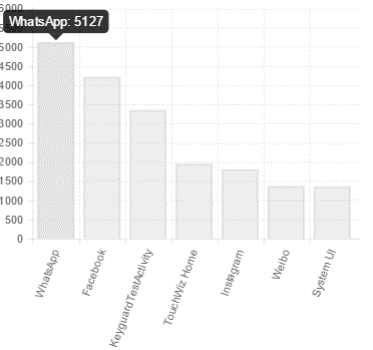 6000
WhatsApp: 5127
5000
4500
4000
3500
3000
2500
2000
1500
1000
500
0
WhatsApp
Facebook
KeyguardTestActivity
TouchWiz Home
Instagram
Weibo
System UI